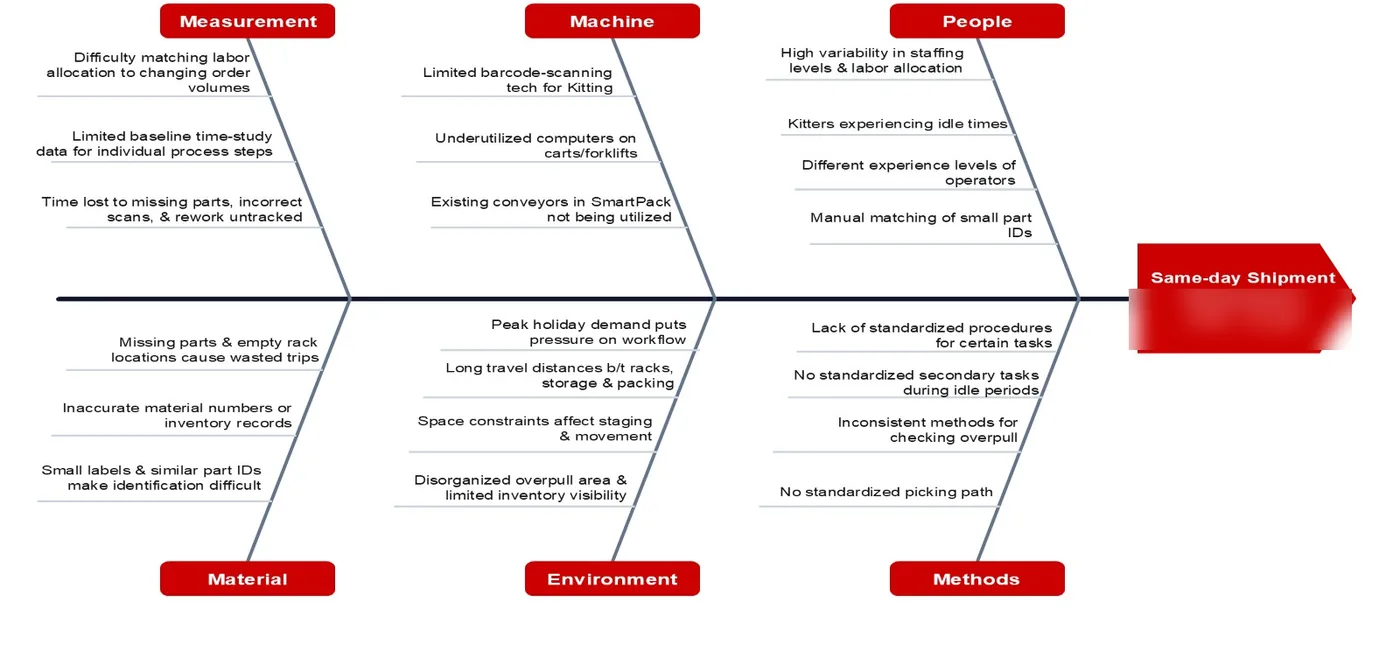 Measurement
Machine
People
Difficulty matching labor
allocation to changing order
volumes
Limited baseline time-study
data for individual process steps
Time lost to missing parts, incorrect
scans, & rework untracked
Limited barcode-scanning
tech for Kitting
Underutilized computers on
carts/forklifts
Existing conveyors in SmartPack
not being utilized
High variability in staffing
levels & labor allocation
Kitters experiencing idle times
Different experience levels of
operators
Manual matching of small part
IDs
Same-day Shipment
Missing parts & empty rack
locations cause wasted trips
Inaccurate material numbers or
inventory records
Small labels & similar part IDs
make identification difficult
Peak holiday demand puts
pressure on workflow
Long travel distances b/t racks,
storage & packing
Space constraints affect staging
& movement
Disorganized overpull area &
limited inventory visibility
Lack of standardized procedures
for certain tasks
No standardized secondary tasks
during idle periods
Inconsistent methods for
checking overpull
No standardized picking path
Material
Environment
Methods